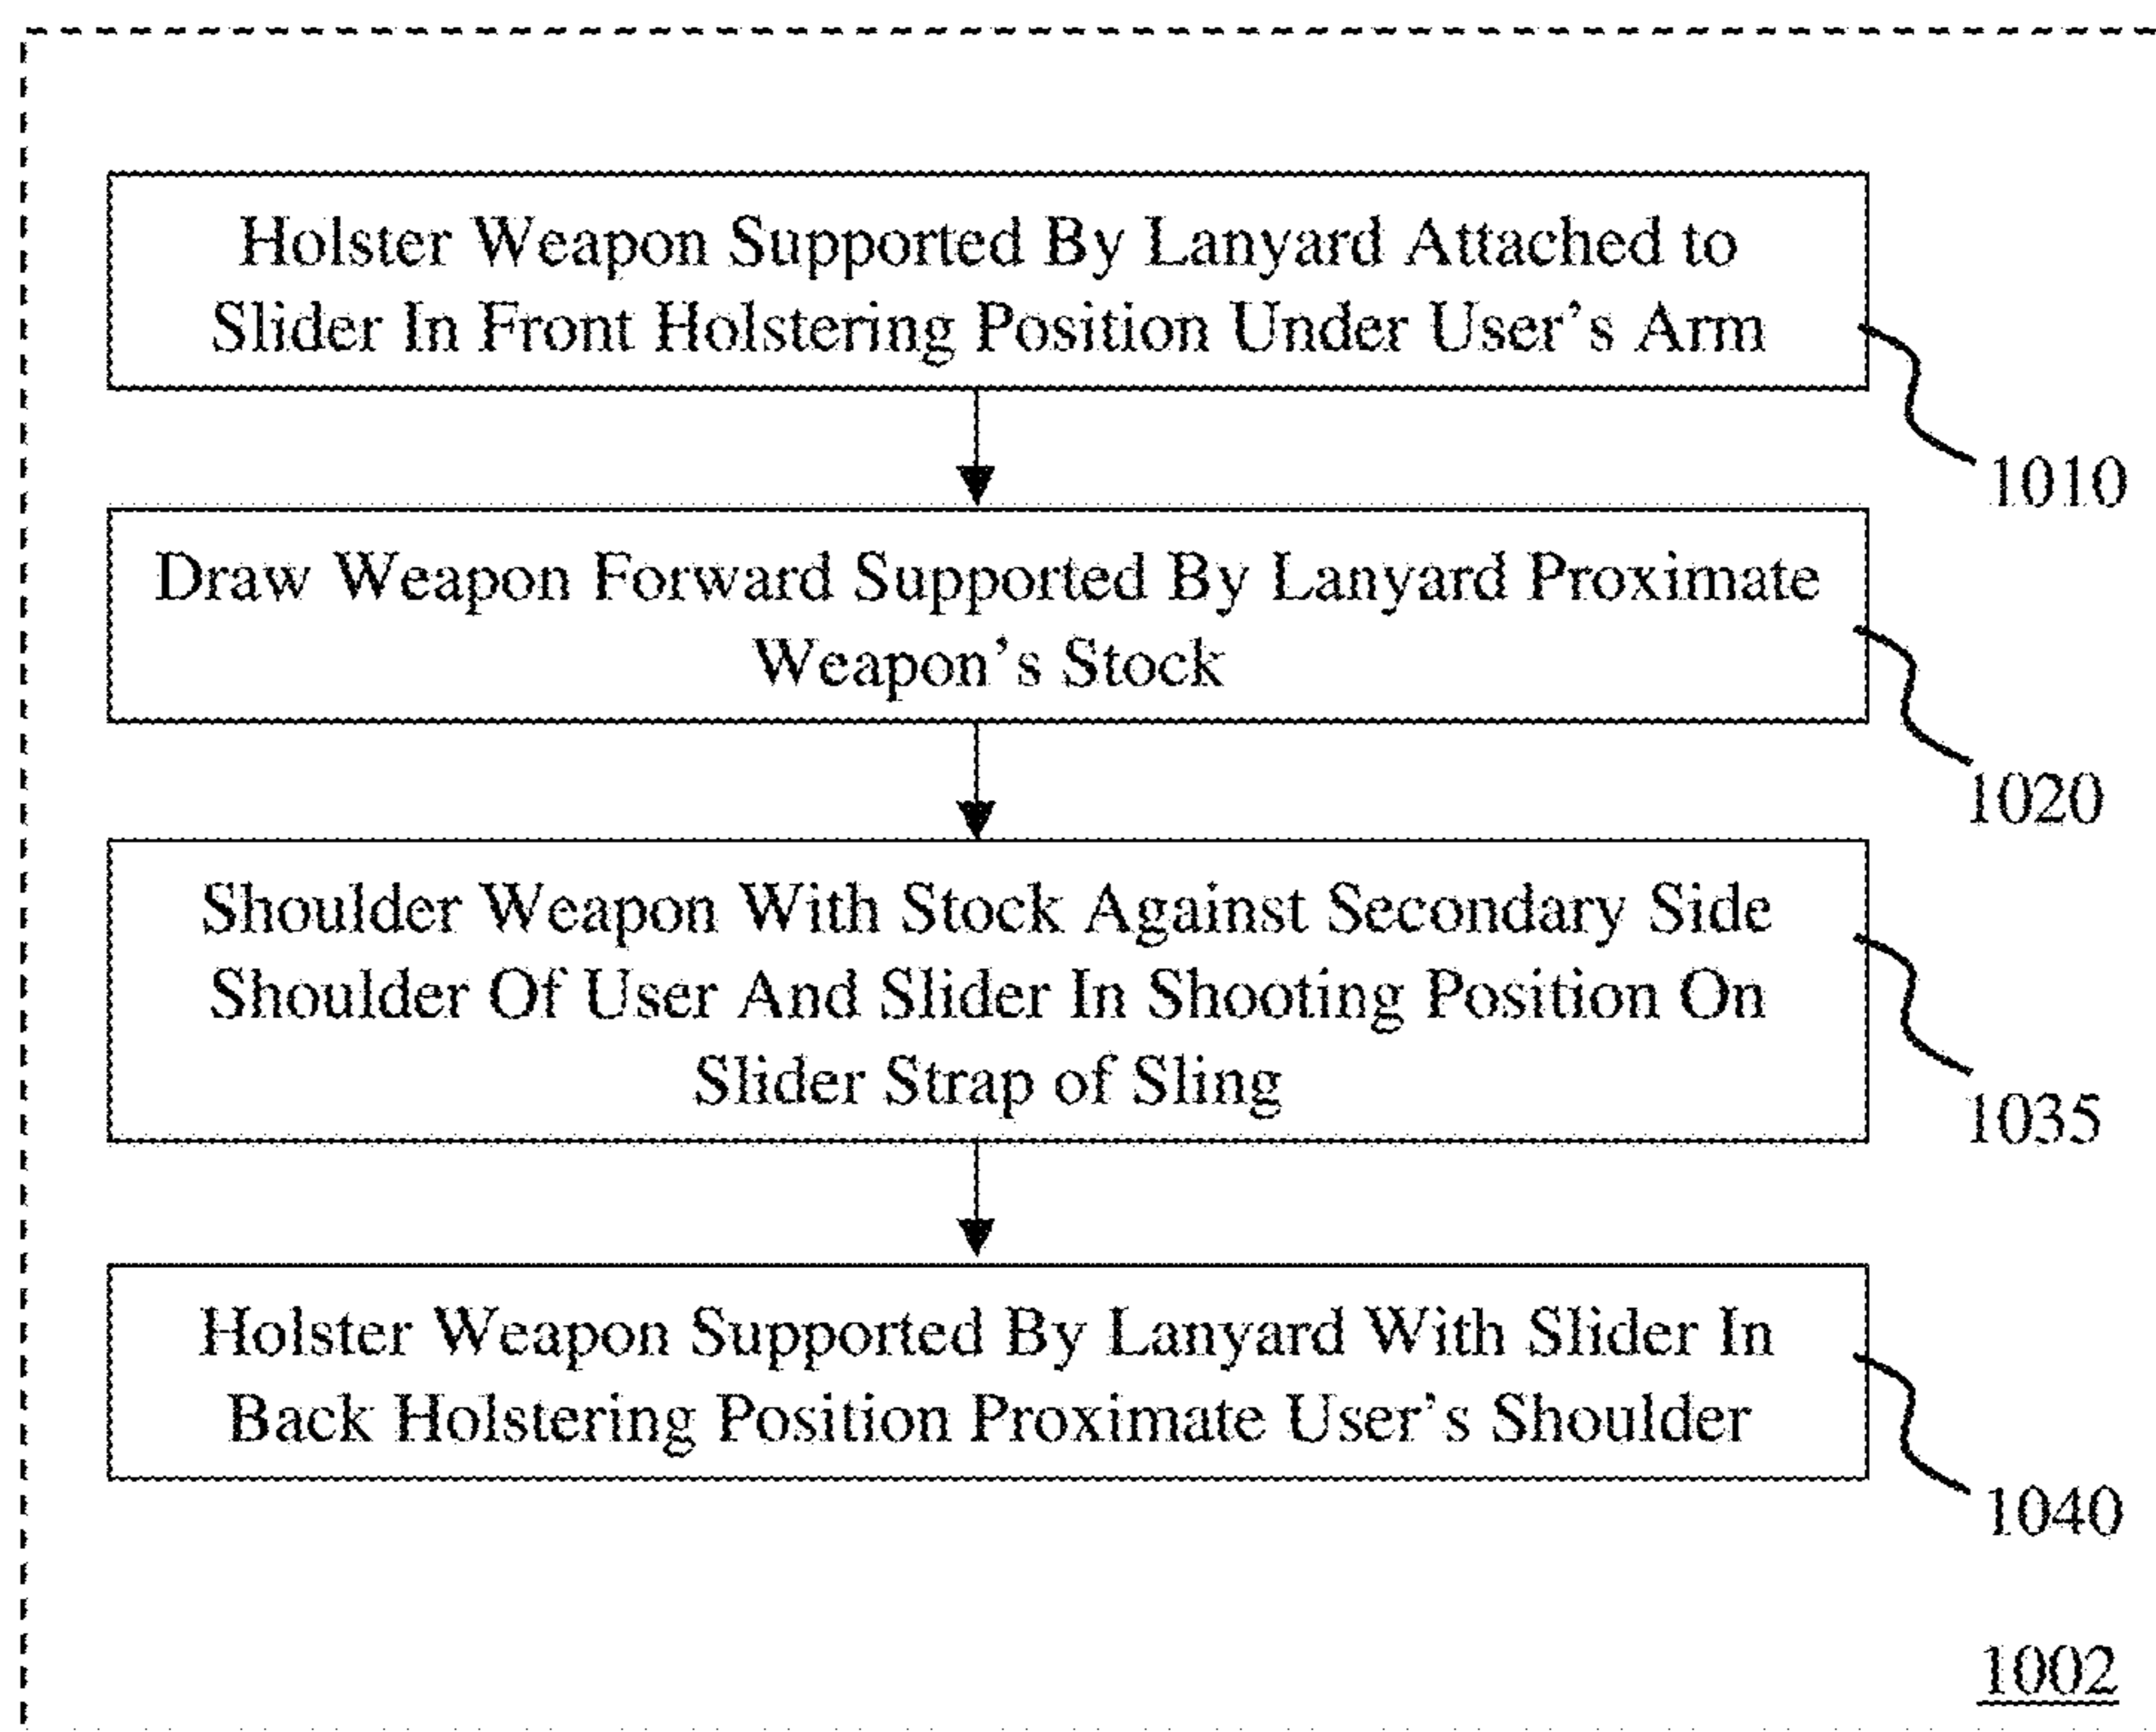 Holster Weapon Supported By Lanyard Attached to
Slider In Front Holstering Position Under User's Arm
1010
Draw Weapon Forward Supported By Lanyard Proximate
Weapon's Stock
1020
Shoulder Weapon With Stock Against Secondary Side
Shoulder Of User And Slider In Shooting Position On
Slider Strap of Sling
1035
Holster Weapon Supported By Lanyard With Slider In
Back Holstering Position Proximate User's Shoulder
1040
1002